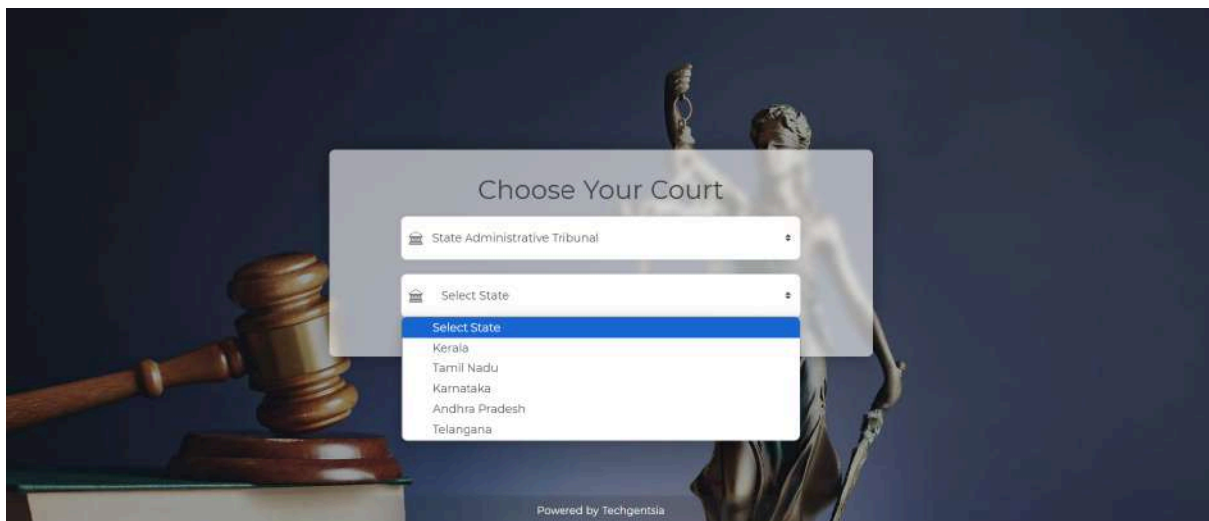 Choose Your Court
State Administrative Tribunal
Select State
Select State
Kerala
Tamil Nadu
Karnataka
Andhra Pradesh
Telangana
Powered by Techgentsia